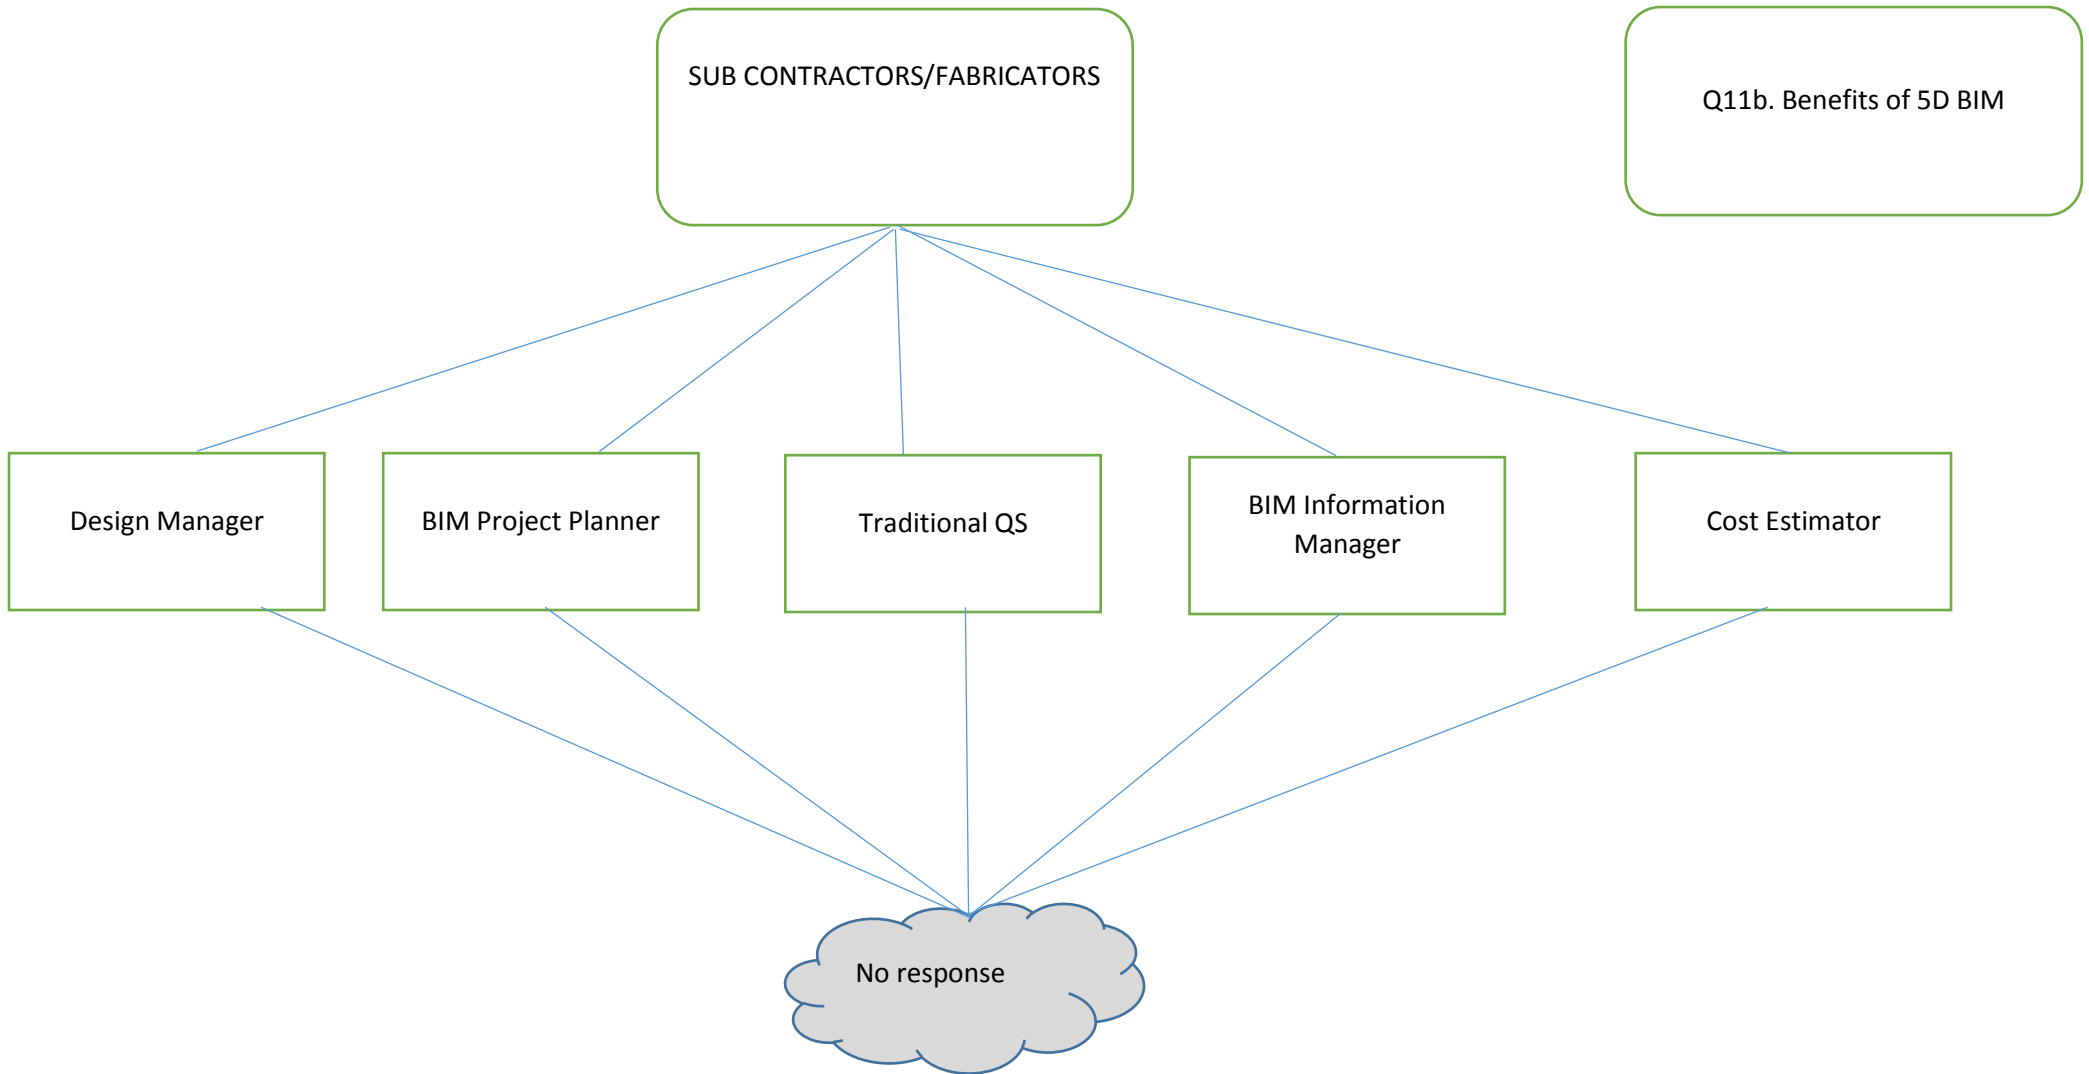 SUB CONTRACTORS/FABRICATORS
Q11b. Benefits of 5D BIM
Design Manager
BIM Project Planner
Traditional QS
BIM Information
Manager
Cost Estimator
No response